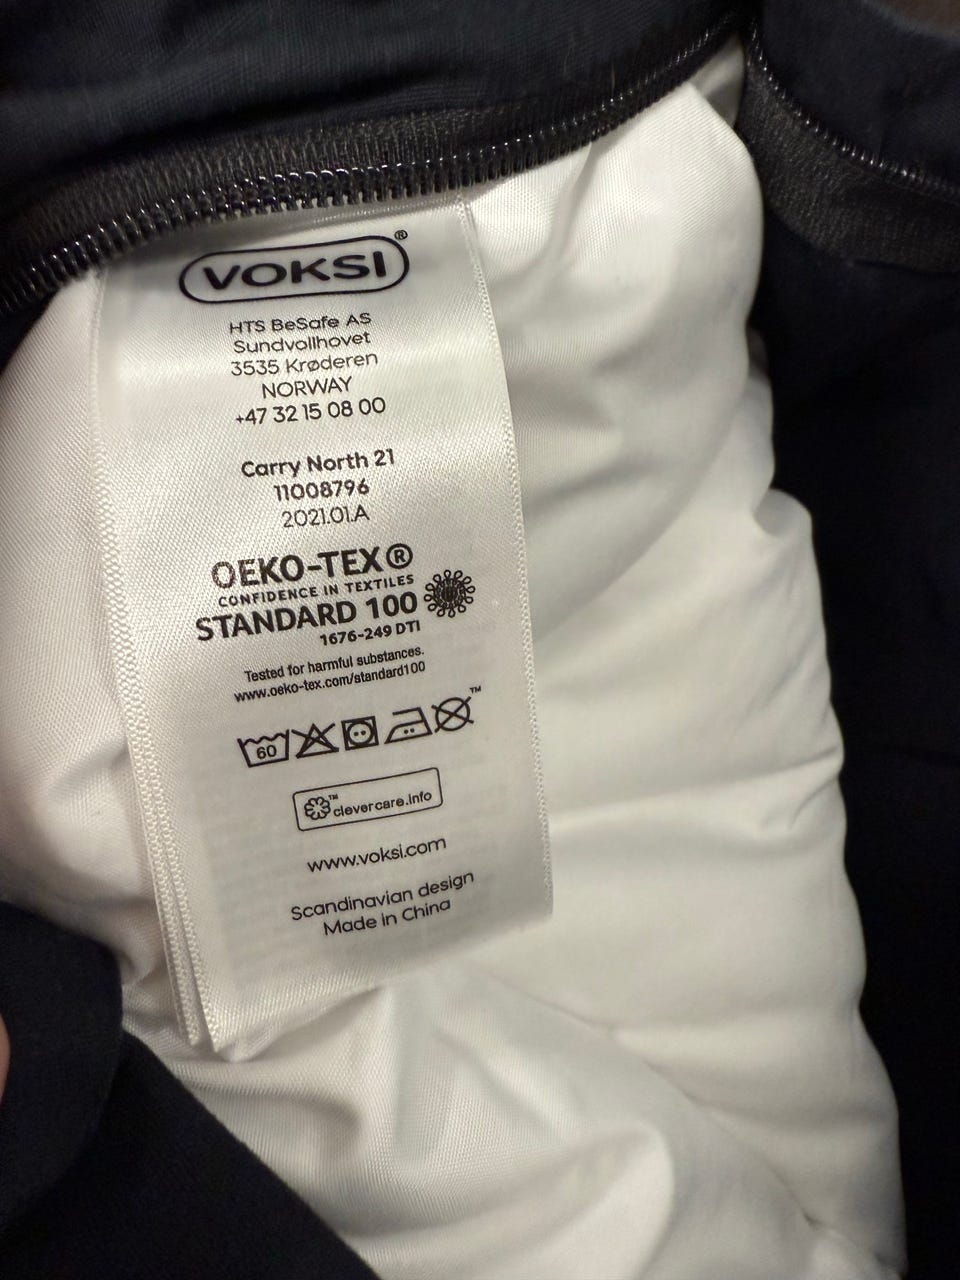 VOKSI®
HTS BeSafe AS
Sundvollhovet
3535 Krøderen
NORWAY
+47 32 15 08 00
Carry North 21
11008796
2021.01.A
OEKO-TEX®
CONFIDENCE IN TEXTILES
STANDARD 100
1676-249 DTI
Tested for harmful substances.
www.oeko-tex.com/standard100
60 ™
™ clevercare.info
www.voksi.com
Scandinavian design
Made in China